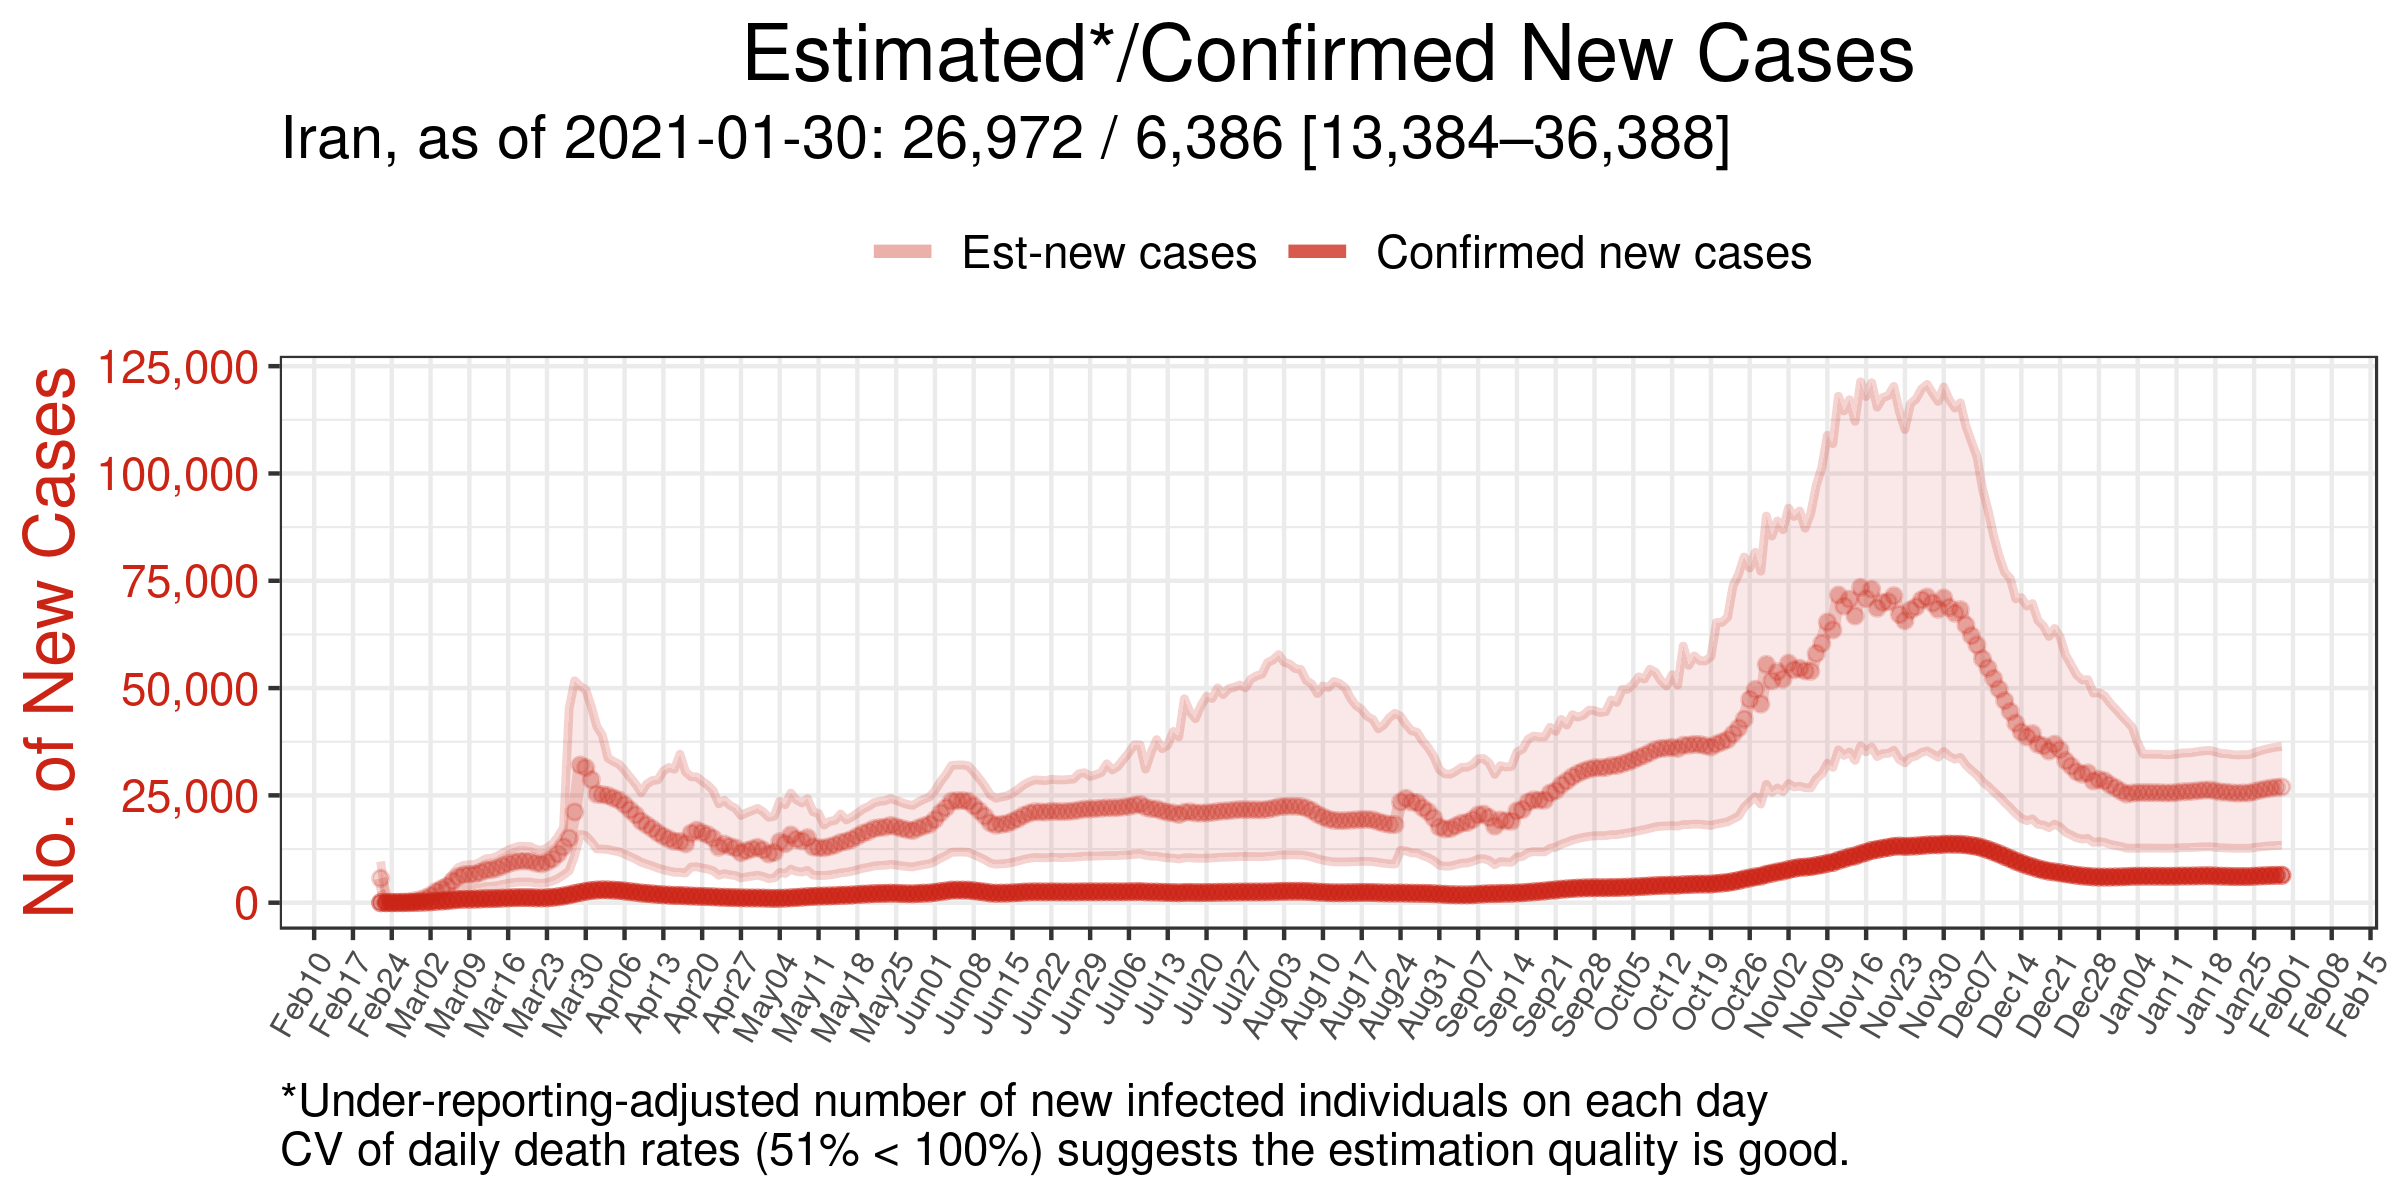 Estimated*/Confirmed New Cases
Iran, as of 2021-01-30: 26,972 / 6,386 [13,384–36,388]
Est-new cases
Confirmed new cases
No. of New Cases
125,000
100,000
75,000
50,000
25,000
0
Feb10
Feb17
Feb24
Mar02
Mar09
Mar16
Mar23
Mar30
Apr06
Apr13
Apr20
Apr27
May04
May11
May18
May25
Jun01
Jun08
Jun15
Jun22
Jun29
Jul06
Jul13
Jul20
Jul27
Aug03
Aug10
Aug17
Aug24
Aug31
Sep07
Sep14
Sep21
Sep28
Oct05
Oct12
Oct19
Oct26
Nov02
Nov09
Nov16
Nov23
Nov30
Dec07
Dec14
Dec21
Dec28
Jan04
Jan11
Jan18
Jan25
Feb01
Feb08
Feb15
*Under-reporting-adjusted number of new infected individuals on each day
CV of daily death rates (51% < 100%) suggests the estimation quality is good.